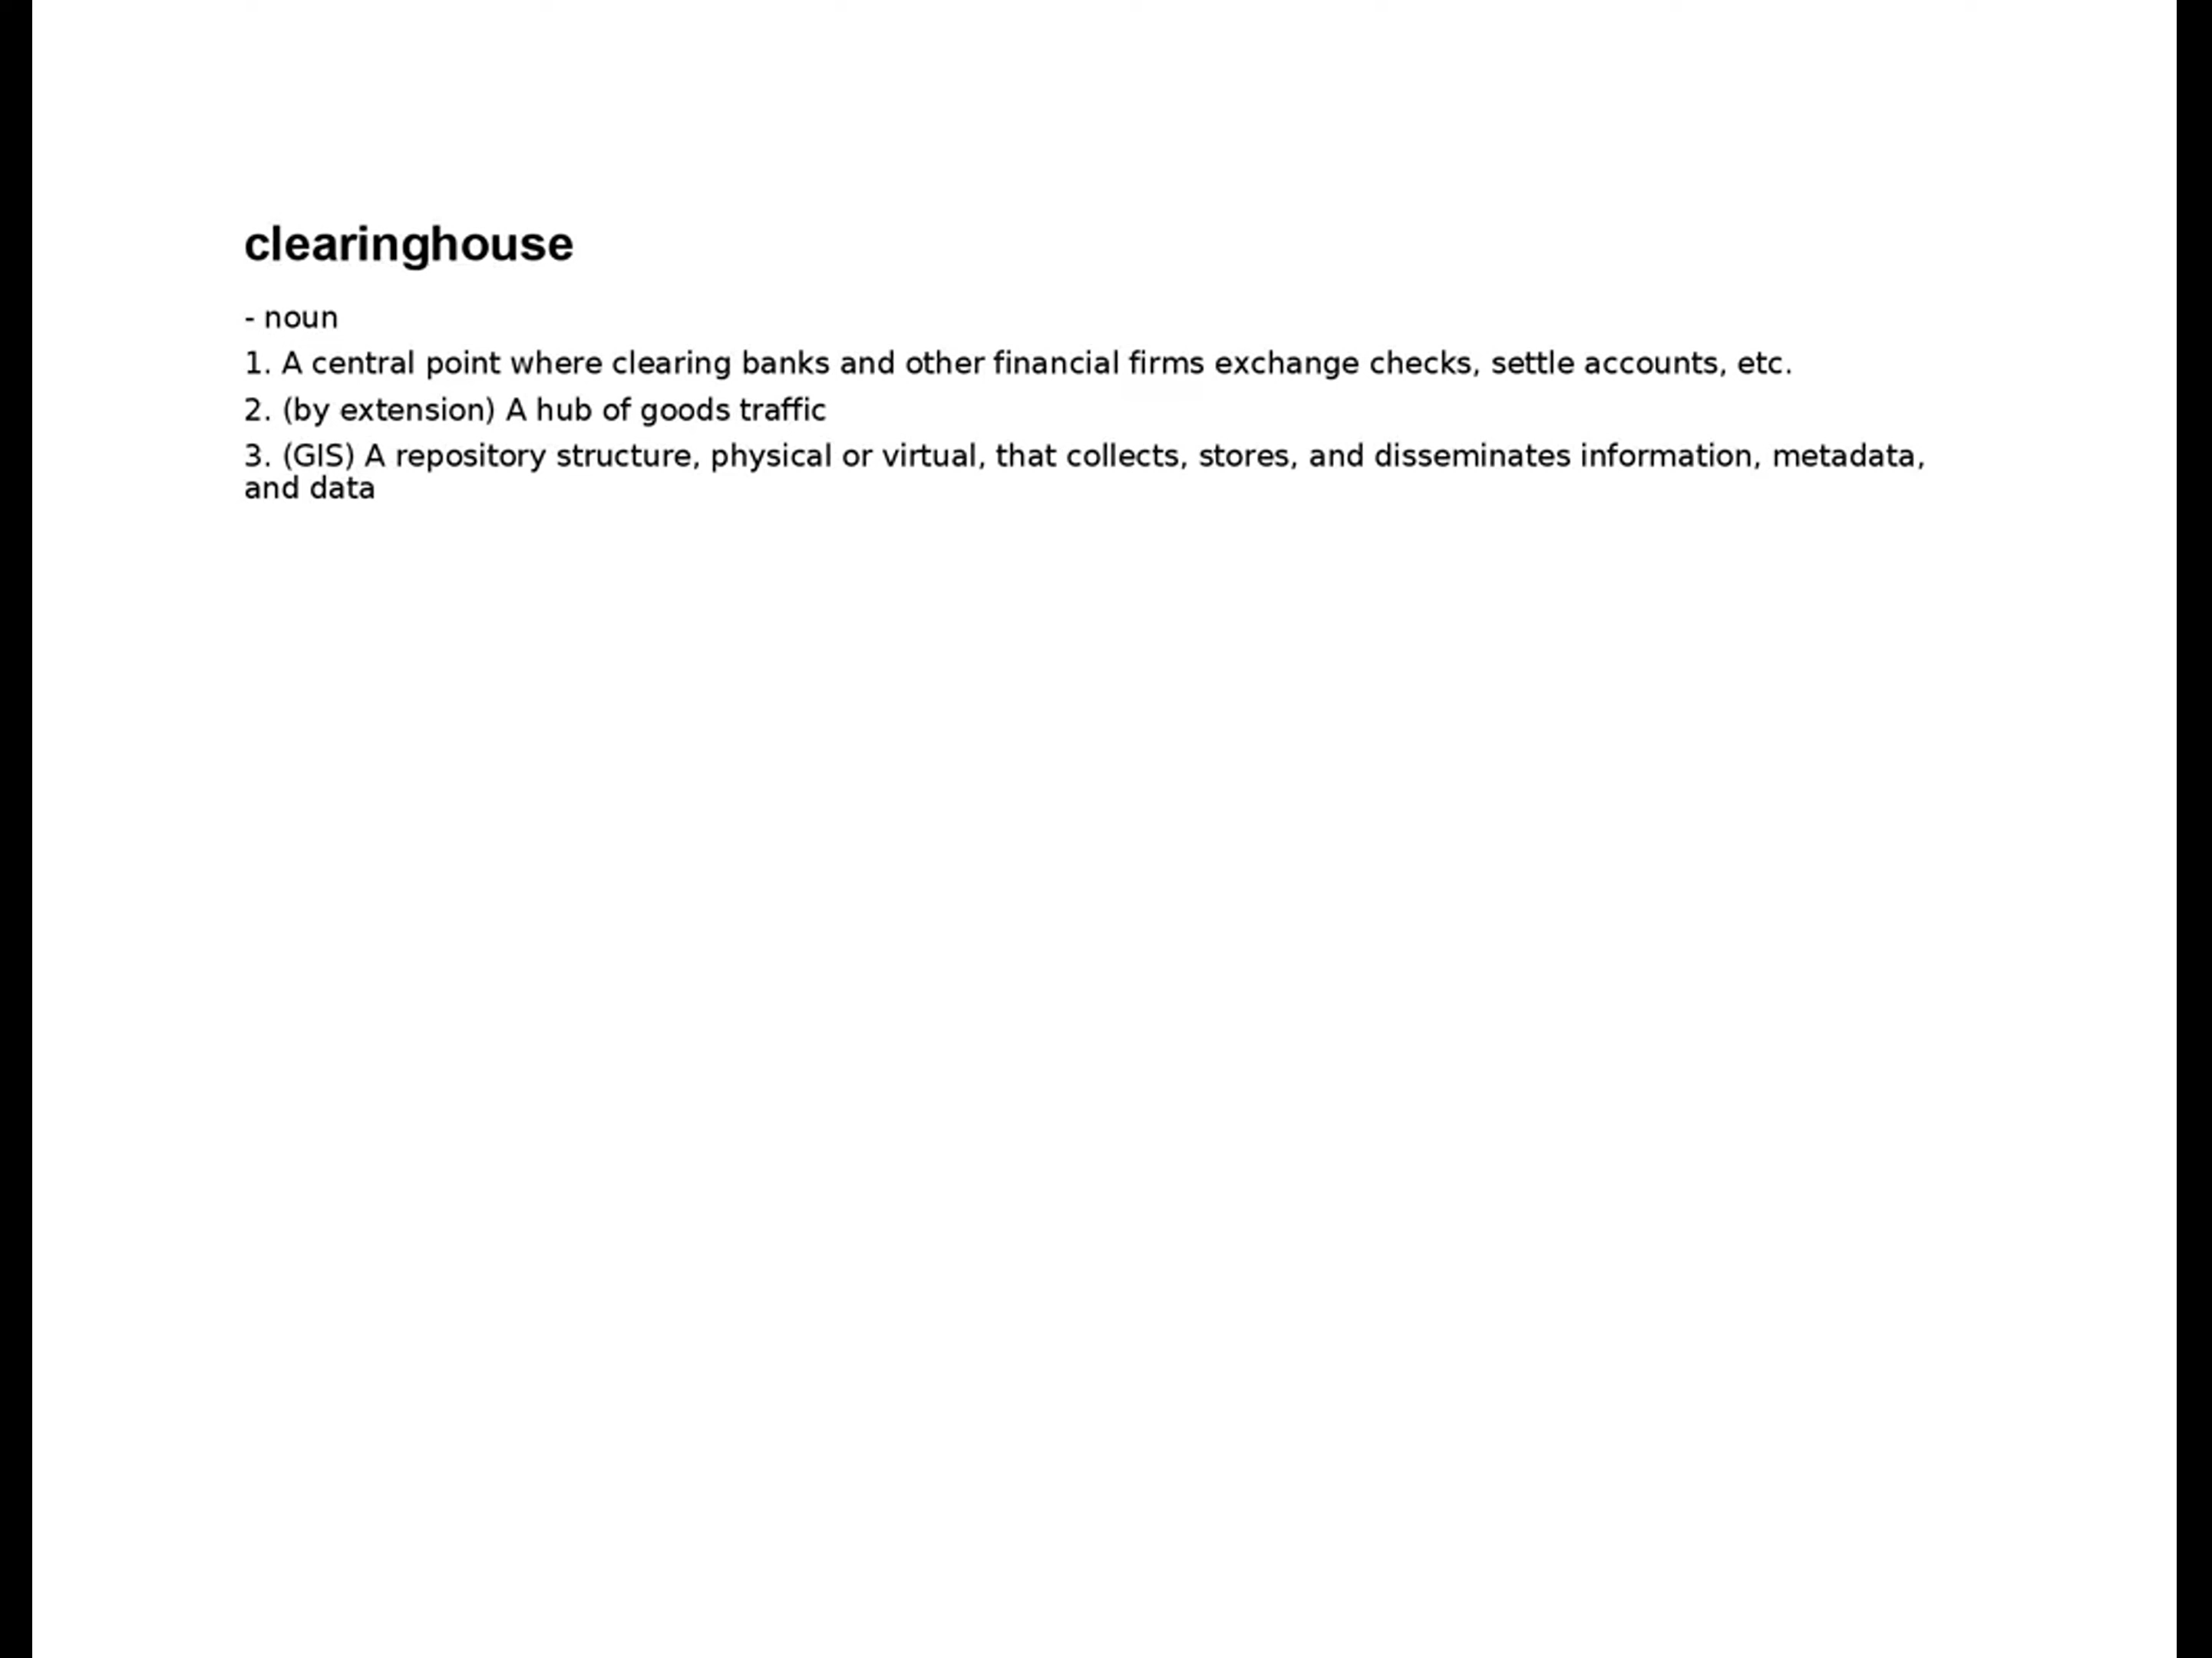 clearinghouse
- noun
1. A central point where clearing banks and other financial firms exchange checks, settle accounts, etc.
2. (by extension) A hub of goods traffic
3. (GIS) A repository structure, physical or virtual, that collects, stores, and disseminates information, metadata,
and data